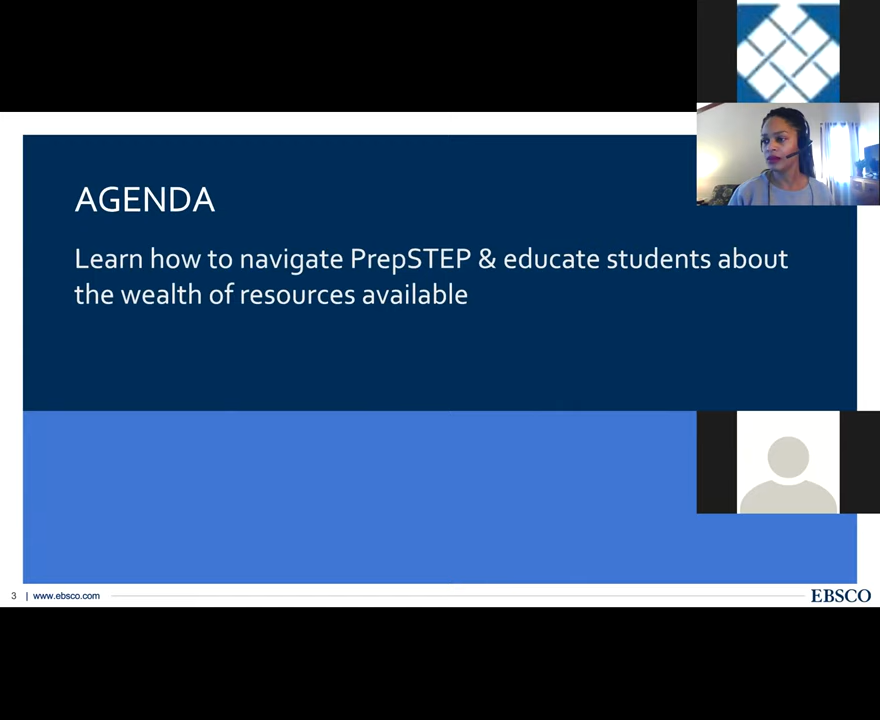 AGENDA
Learn how to navigate PrepSTEP & educate students about
the wealth of resources available
3 | www.ebsco.com
EBSCO